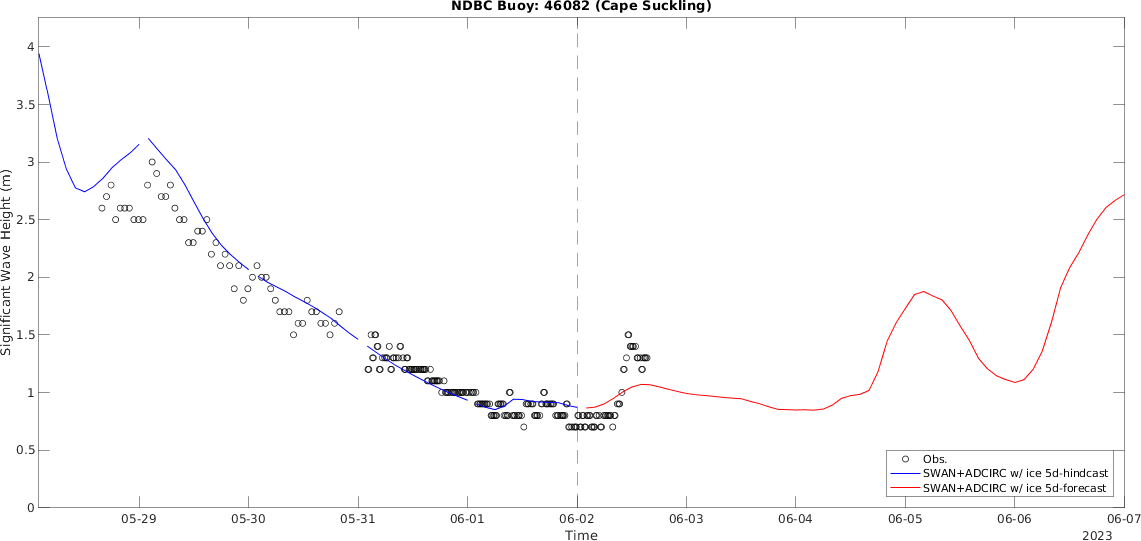 NDBC Buoy: 46082 (Cape Suckling)
Significant Wave Height (m)
4
3.5
3
2.5
2
1.5
1
0.5
0
Obs.
SWAN+ADCIRC w/ ice 5d-hindcast
SWAN+ADCIRC w/ ice 5d-forecast
05-29 05-30 05-31 06-01 06-02 06-03 06-04 06-05 06-06 06-07
Time
2023